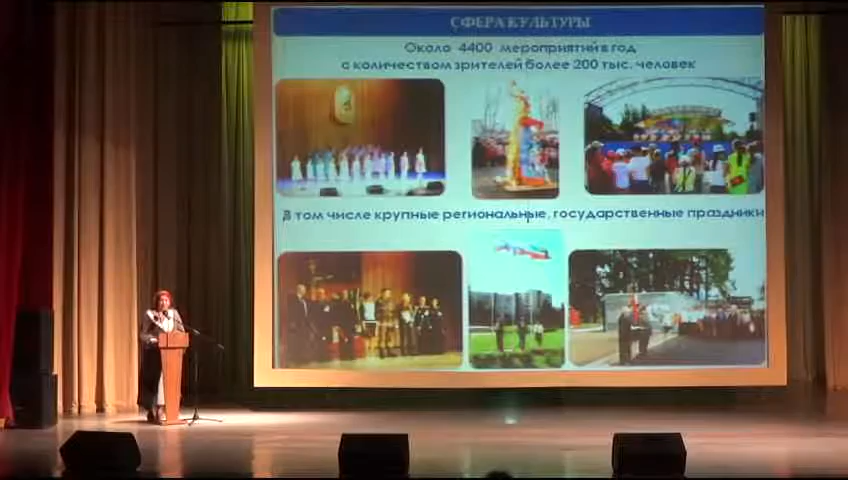 СФЕРА КУЛЬТУРЫ
Около 4400 мероприятий в год
с количеством зрителей более 200 тыс. человек
В том числе крупные региональные, государственные праздники